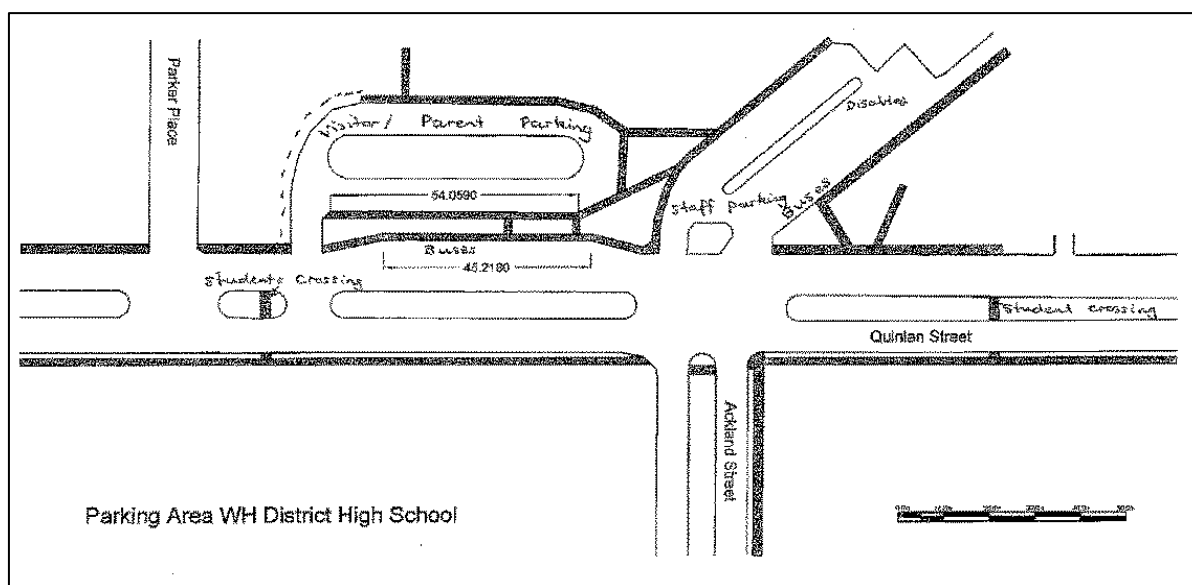 Parker Place
Visitor/ Parent Parking
Disabled
54.0590
Staff parking
Buses
Buses
45.2180
Students Crossing
Student crossing
Quinlan Street
Ackland Street
Parking Area WH District High School